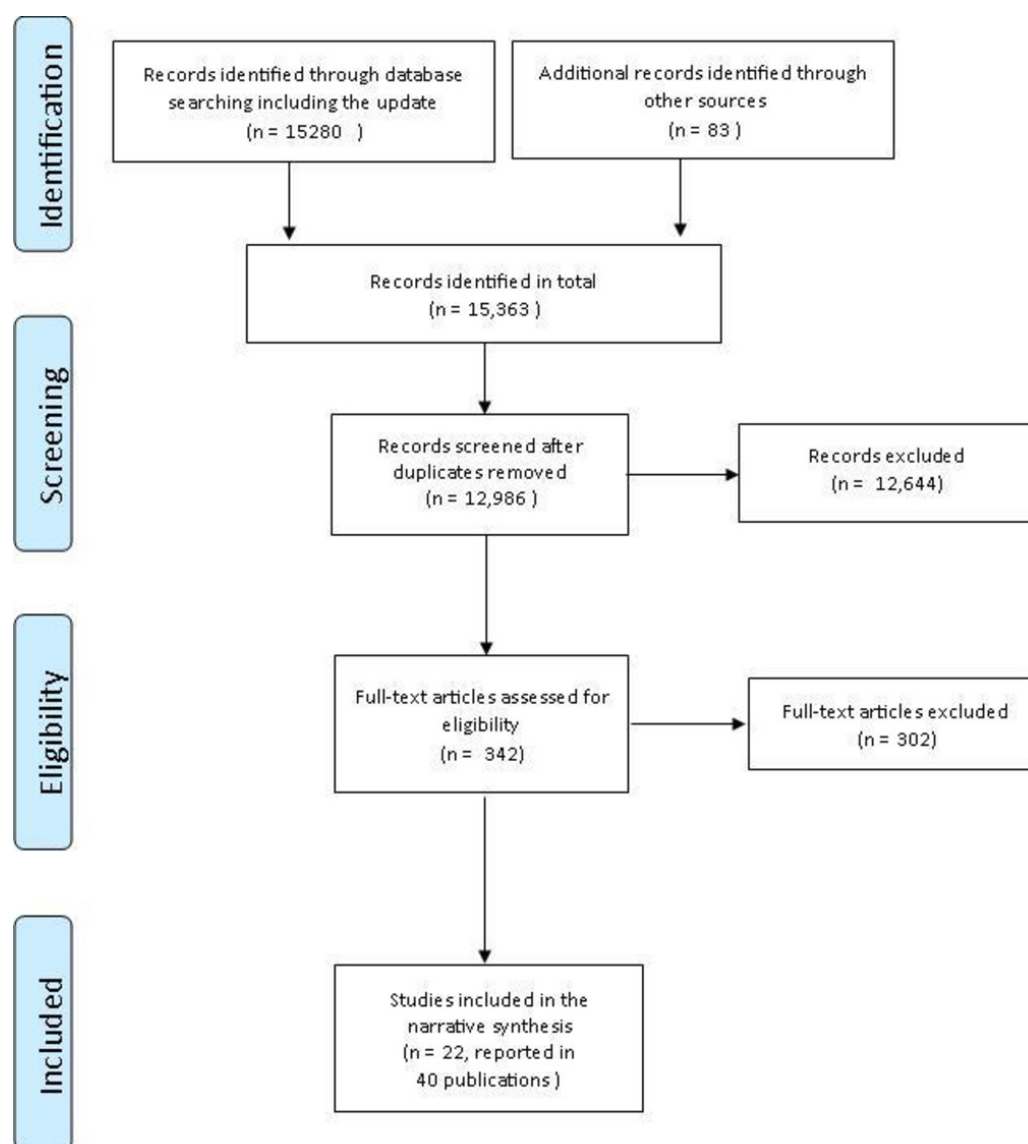 Identification
Records identified through database
searching including the update
(n = 15280   )
Additional records identified through
other sources
(n = 83 )
Records identified in total
(n = 15,363 )
Screening
Records screened after
duplicates removed
(n = 12,986 )
Records excluded
(n =  12,644)
Eligibility
Full-text articles assessed for
eligibility
(n =  342)
Full-text articles excluded
(n = 302)
Included
Studies included in the
narrative synthesis
(n = 22, reported in
40 publications )